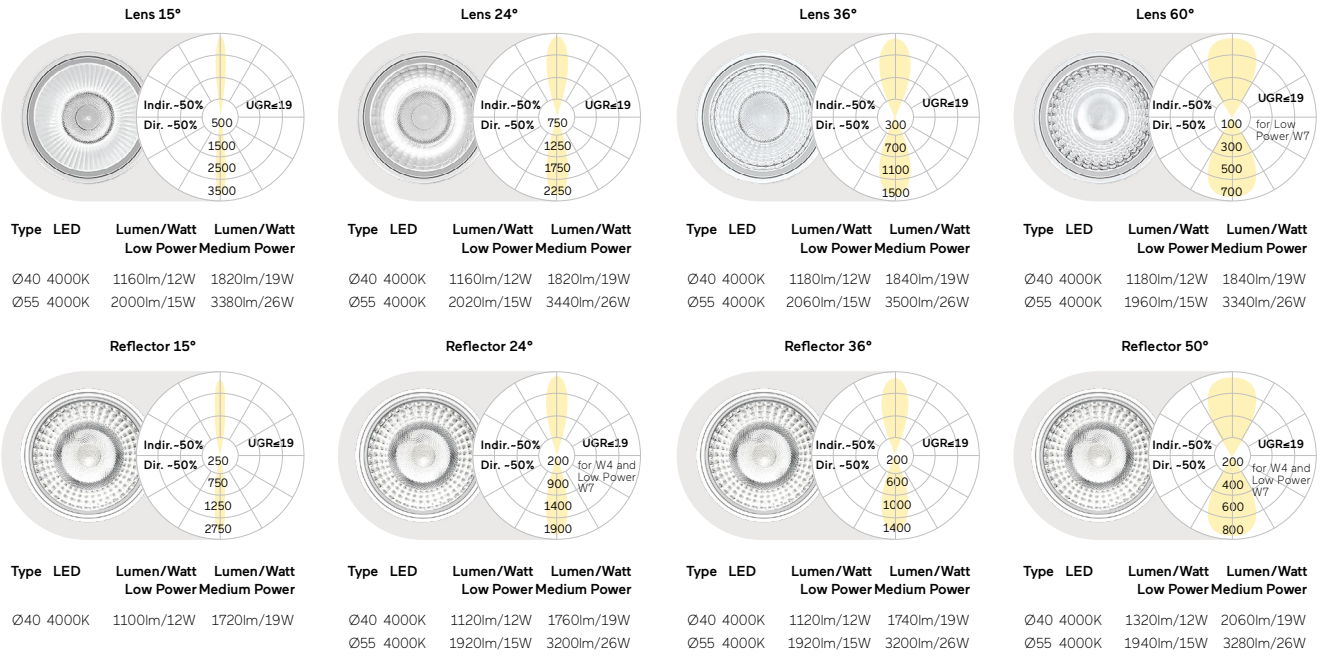 Lens 15°
Indir.~50%
UGR≤19
Dir. ~50%
500
1500
2500
3500
Type LED Lumen/Watt Lumen/Watt
Low Power Medium Power
Ø40 4000K 1160lm/12W 1820lm/19W
Ø55 4000K 2000lm/15W 3380lm/26W
Lens 24°
Indir.~50%
UGR≤19
Dir. ~50%
750
1250
1750
2250
Type LED Lumen/Watt Lumen/Watt
Low Power Medium Power
Ø40 4000K 1160lm/12W 1820lm/19W
Ø55 4000K 2020lm/15W 3440lm/26W
Lens 36°
Indir.~50%
UGR≤19
Dir. ~50%
300
700
1100
1500
Type LED Lumen/Watt Lumen/Watt
Low Power Medium Power
Ø40 4000K 1180lm/12W 1840lm/19W
Ø55 4000K 2060lm/15W 3500lm/26W
Lens 60°
Indir.~50%
UGR≤19
Dir. ~50%
for Low
Power W7
100
300
500
700
Type LED Lumen/Watt Lumen/Watt
Low Power Medium Power
Ø40 4000K 1180lm/12W 1840lm/19W
Ø55 4000K 1960lm/15W 3340lm/26W
Reflector 15°
Indir.~50%
UGR≤19
Dir. ~50%
250
750
1250
2750
Type LED Lumen/Watt Lumen/Watt
Low Power Medium Power
Ø40 4000K 1100lm/12W 1720lm/19W
Reflector 24°
Indir.~50%
UGR≤19
Dir. ~50%
for W4 and
Low Power
W7
200
900
1400
1900
Type LED Lumen/Watt Lumen/Watt
Low Power Medium Power
Ø40 4000K 1120lm/12W 1760lm/19W
Ø55 4000K 1920lm/15W 3200lm/26W
Reflector 36°
Indir.~50%
UGR≤19
Dir. ~50%
200
600
1000
1400
Type LED Lumen/Watt Lumen/Watt
Low Power Medium Power
Ø40 4000K 1120lm/12W 1740lm/19W
Ø55 4000K 1920lm/15W 3200lm/26W
Reflector 50°
Indir.~50%
UGR≤19
Dir. ~50%
for W4 and
Low Power
W7
200
400
600
800
Type LED Lumen/Watt Lumen/Watt
Low Power Medium Power
Ø40 4000K 1320lm/12W 2060lm/19W
Ø55 4000K 1940lm/15W 3280lm/26W